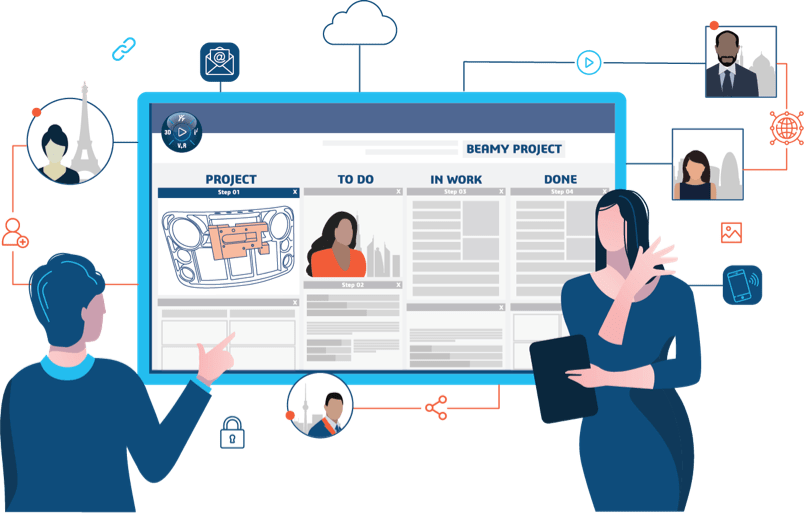 3D
V,R
BEAMY PROJECT
PROJECT
TO DO
IN WORK
DONE
Step 01
X
X
Step 03
X
Step 04
X
Step 02
X
X
X
@